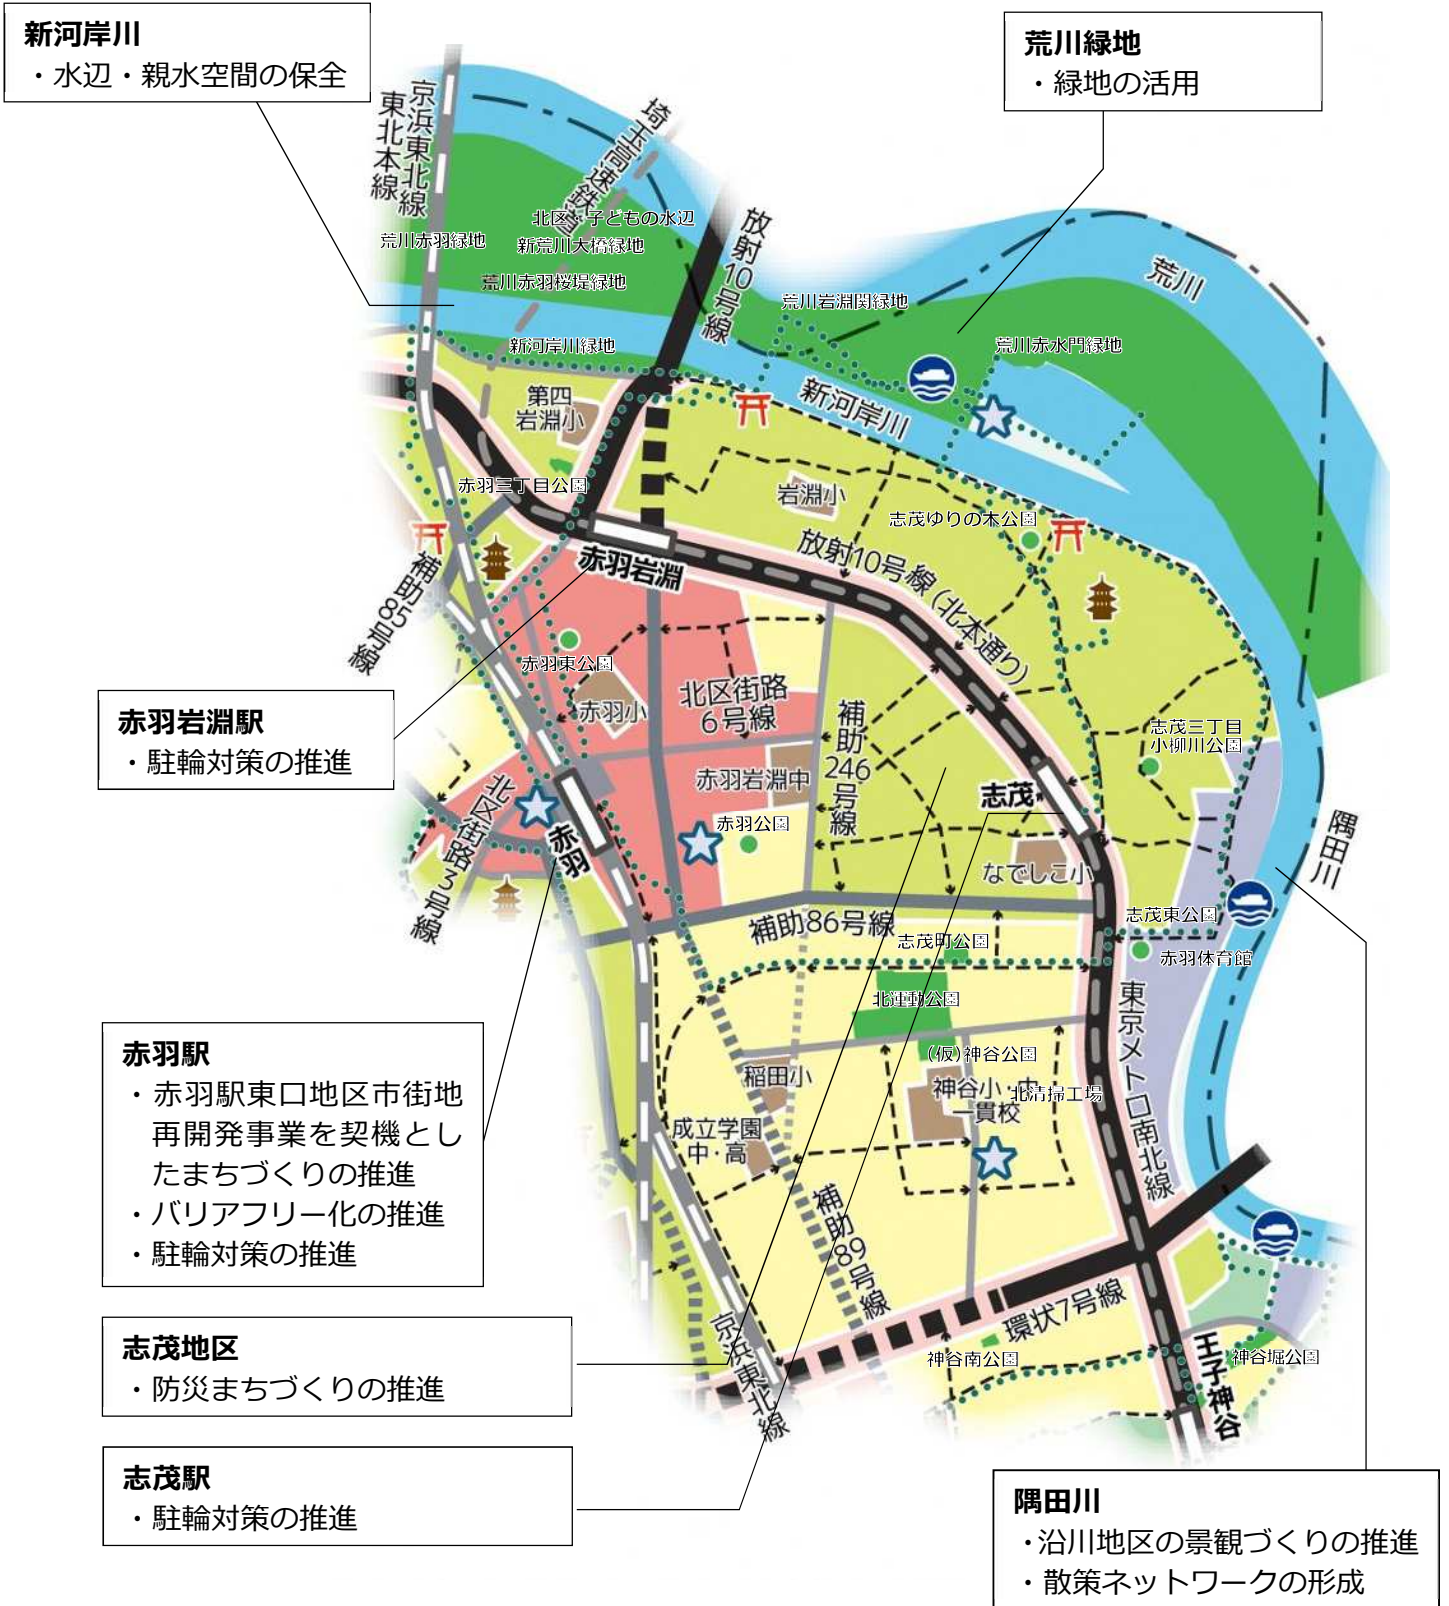 新河岸川
・水辺・親水空間の保全
荒川緑地
・緑地の活用
京浜東北線
東北本線
埼玉高速鉄道
北区・子どもの水辺
荒川赤羽緑地
新荒川大橋緑地
荒川赤羽桜堤緑地
放射10号線
荒川
荒川岩淵関緑地
新河岸川緑地
荒川赤水門緑地
新河岸川
第四
岩淵小
赤羽三丁目公園
岩淵小
志茂ゆりの木公園
赤羽岩淵
放射10号線(北本通り)
補助85号線
赤羽東公園
赤羽小
北区街路
6号線
補助246号線
志茂三丁目
小柳川公園
赤羽岩淵駅
・駐輪対策の推進
赤羽岩淵中
志茂
北区街路3号線
赤羽
赤羽公園
なでしこ小
隅田川
補助86号線
志茂町公園
志茂東公園
赤羽体育館
北運動公園
東京メトロ南北線
(仮)神谷公園
稲田小
神谷小・中
一貫校
北清掃工場
成立学園
中・高
赤羽駅
・赤羽駅東口地区市街地
再開発事業を契機とし
たまちづくりの推進
・バリアフリー化の推進
・駐輪対策の推進
補助89号線
京浜東北線
環状7号線
神谷南公園
王子神谷
神谷堀公園
志茂地区
・防災まちづくりの推進
志茂駅
・駐輪対策の推進
隅田川
・沿川地区の景観づくりの推進
・散策ネットワークの形成